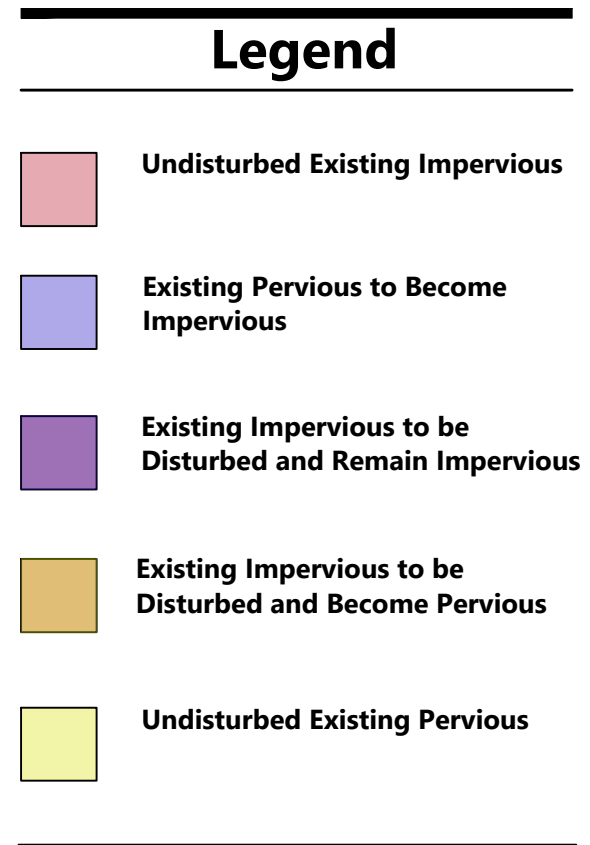 Legend
Undisturbed Existing Impervious
Existing Pervious to Become
Impervious
Existing Impervious to be
Disturbed and Remain Impervious
Existing Impervious to be
Disturbed and Become Pervious
Undisturbed Existing Pervious